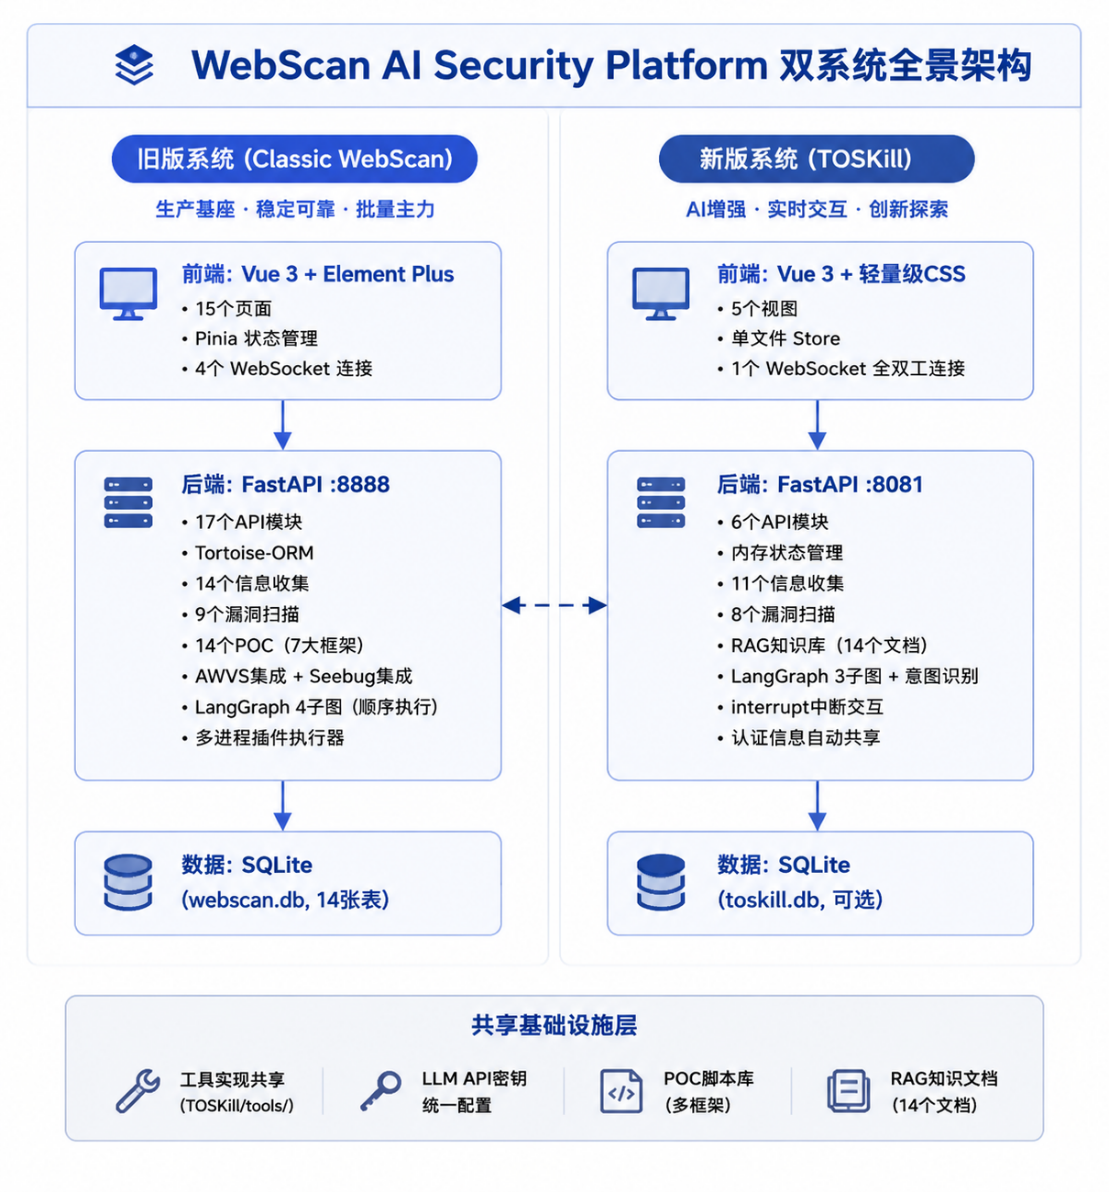 WebScan AI Security Platform 双系统全景架构
旧版系统 (Classic WebScan)
生产基座 · 稳定可靠 · 批量主力
前端: Vue 3 + Element Plus
• 15个页面
• Pinia 状态管理
• 4个 WebSocket 连接
后端: FastAPI :8888
• 17个API模块
• Tortoise-ORM
• 14个信息收集
• 9个漏洞扫描
• 14个POC（7大框架）
• AWVS集成 + Seebug集成
• LangGraph 4子图（顺序执行）
• 多进程插件执行器
数据: SQLite
(webscan.db, 14张表)
新版系统 (TOSKill)
AI增强 · 实时交互 · 创新探索
前端: Vue 3 + 轻量级CSS
• 5个视图
• 单文件 Store
• 1个 WebSocket 全双工连接
后端: FastAPI :8081
• 6个API模块
• 内存状态管理
• 11个信息收集
• 8个漏洞扫描
• RAG知识库（14个文档）
• LangGraph 3子图 + 意图识别
• interrupt中断交互
• 认证信息自动共享
数据: SQLite
(toskill.db, 可选)
共享基础设施层
工具实现共享
(TOSKill/tools/)
LLM API密钥
统一配置
POC脚本库
（多框架）
RAG知识文档
（14个文档）